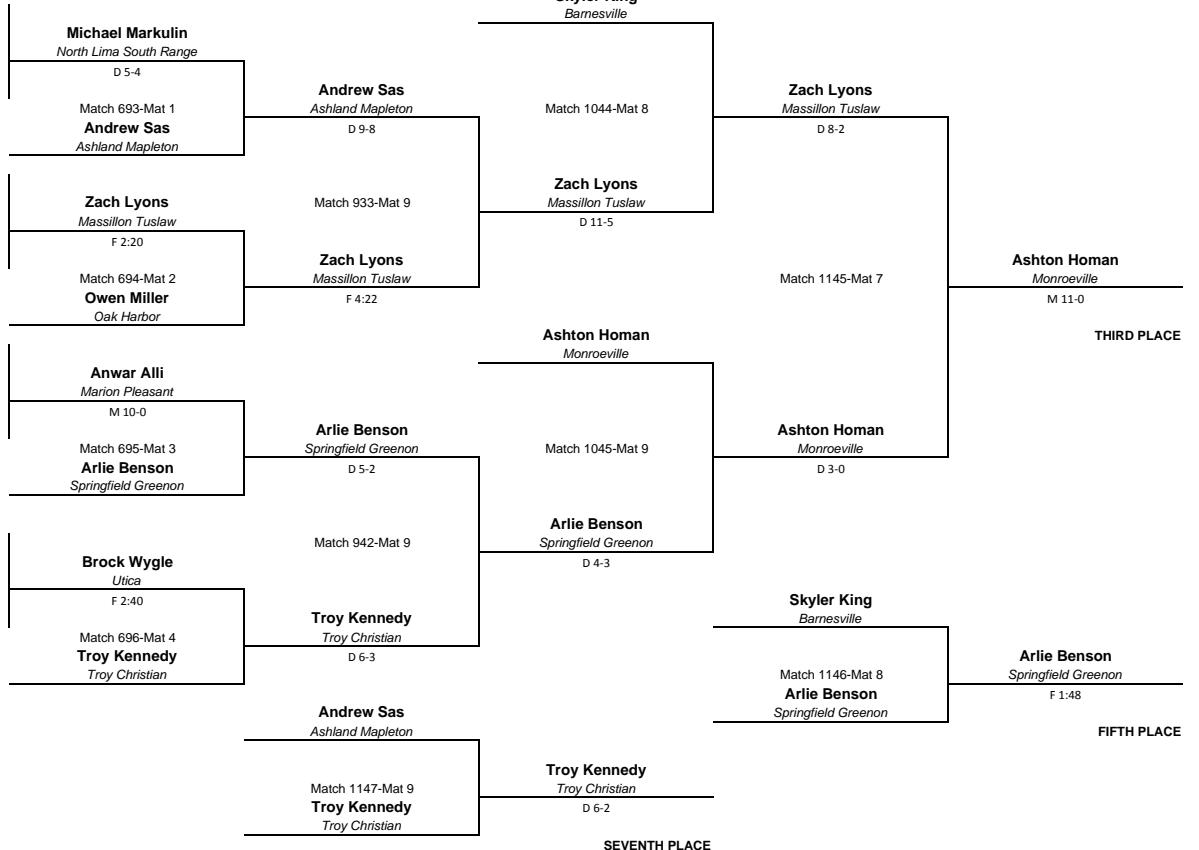 Skyler King
Barnesville
Michael Markulin
North Lima South Range
D 5-4
Match 693-Mat 1
Andrew Sas
Ashland Mapleton
Andrew Sas
Ashland Mapleton
D 9-8
Match 1044-Mat 8
Zach Lyons
Massillon Tuslaw
D 8-2
Zach Lyons
Massillon Tuslaw
F 2:20
Match 694-Mat 2
Owen Miller
Oak Harbor
Match 933-Mat 9
Zach Lyons
Massillon Tuslaw
F 4:22
Zach Lyons
Massillon Tuslaw
D 11-5
Match 1145-Mat 7
Ashton Homan
Monroeville
M 11-0
THIRD PLACE
Anwar Alli
Marion Pleasant
M 10-0
Match 695-Mat 3
Arlie Benson
Springfield Greenon
Arlie Benson
Springfield Greenon
D 5-2
Ashton Homan
Monroeville
Match 1045-Mat 9
Ashton Homan
Monroeville
D 3-0
Brock Wygle
Utica
F 2:40
Match 696-Mat 4
Troy Kennedy
Troy Christian
Match 942-Mat 9
Troy Kennedy
Troy Christian
D 6-3
Arlie Benson
Springfield Greenon
D 4-3
Skyler King
Barnesville
Match 1146-Mat 8
Arlie Benson
Springfield Greenon
Arlie Benson
Springfield Greenon
F 1:48
FIFTH PLACE
Andrew Sas
Ashland Mapleton
Match 1147-Mat 9
Troy Kennedy
Troy Christian
Troy Kennedy
Troy Christian
D 6-2
SEVENTH PLACE